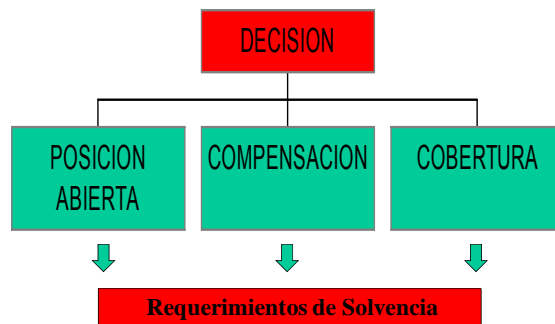 DECISION
POSICION
ABIERTA
COMPENSACION
COBERTURA
Requerimientos de Solvencia